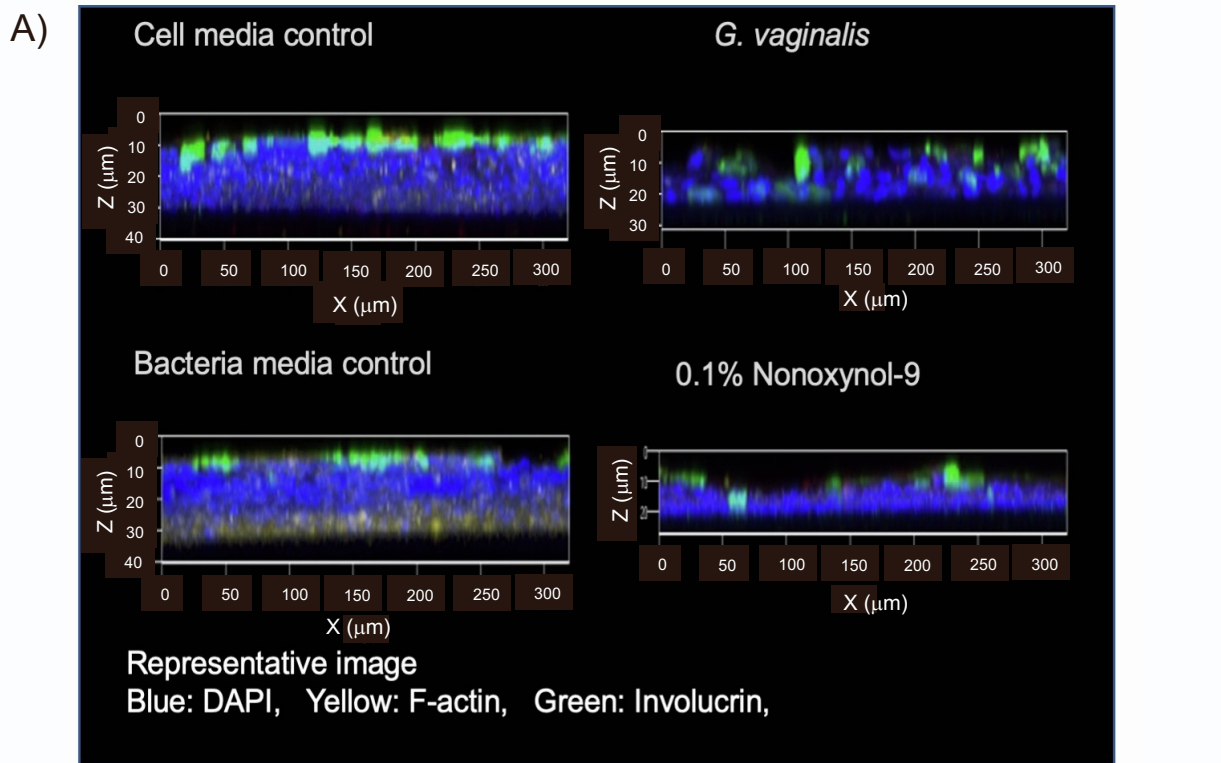 A)
Cell media control
0
10
20
30
40
Z (μm)
0 50 100 150 200 250 300
X (μm)
G. vaginalis
0
10
20
30
Z (μm)
0 50 100 150 200 250 300
X (μm)
Bacteria media control
0
10
20
30
40
Z (μm)
0 50 100 150 200 250 300
X (μm)
0.1% Nonoxynol-9
0
10
20
Z (μm)
0 50 100 150 200 250 300
X (μm)
Representative image
Blue: DAPI, Yellow: F-actin, Green: Involucrin,